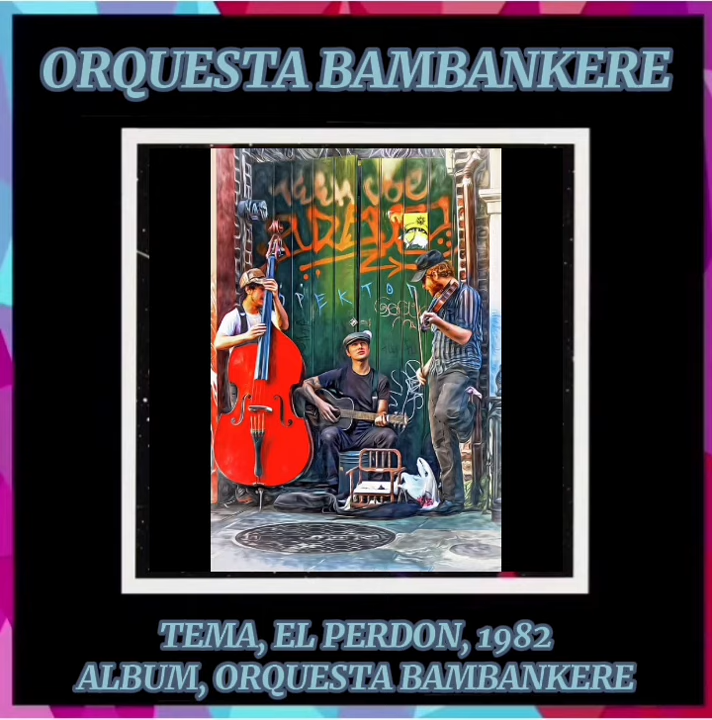 ORQUESTA BAMBANKERE
TEMA, EL PERDON, 1982
ALBUM, ORQUESTA BAMBANKERE